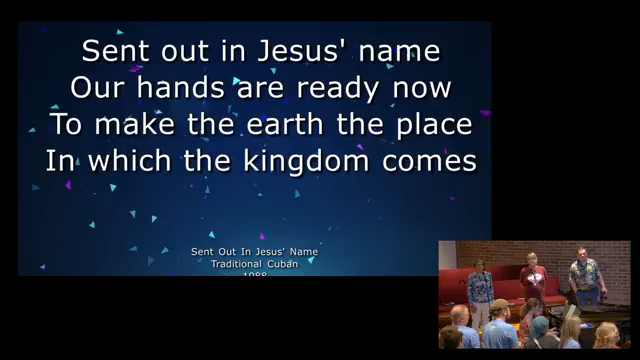 Sent out in Jesus' name
Our hands are ready now
To make the earth the place
In which the kingdom comes
Sent Out In Jesus' Name
Traditional Cuban
1988